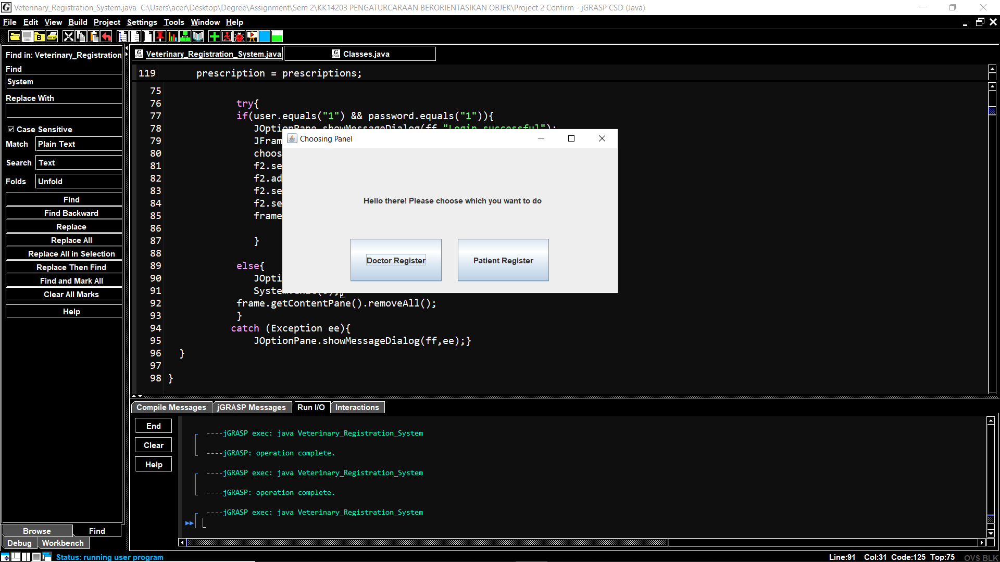 Veterinary_Registration_System.java C:\Users\acer\Desktop\Degree\Assignment\Sem 2\KK14203 PENGATURCARAAN BERORIENTASIKAN OBJEK\Project 2 Confirm - jGRASP CSD (Java)
File Edit View Build Project Settings Tools Window Help
Find in: Veterinary_Registration
Find
System
Replace With
Case Sensitive
Match Plain Text
Search Text
Folds Unfold
Find
Find Backward
Replace
Replace All
Replace All in Selection
Replace Then Find
Find and Mark All
Clear All Marks
Help
Browse Find
Debug Workbench
Veterinary_Registration_System.java Classes.java
119 prescription = prescriptions;
75
76 try{
77 if(user.equals("1") && password.equals("1")){
78 JOptionPane.showMessageDialog(ff,"Login successful");
79 JFram
80 choos
81 f2.se
82 f2.ad
83 f2.se
84 f2.se
85 frame
86
87 }
88
89 else{
90 JOpti
91 System.exit(0);}
92 frame.getContentPane().removeAll();
93 }
94 catch (Exception ee){
95 JOptionPane.showMessageDialog(ff,ee);}
96 }
97
98 }
Choosing Panel
Hello there! Please choose which you want to do
Doctor Register Patient Register
Compile Messages jGRASP Messages Run I/O Interactions
End
Clear
Help
----jGRASP exec: java Veterinary_Registration_System
----jGRASP: operation complete.
----jGRASP exec: java Veterinary_Registration_System
----jGRASP: operation complete.
----jGRASP exec: java Veterinary_Registration_System
Status: running user program
Line:91 Col:31 Code:125 Top:75 OVS BLK